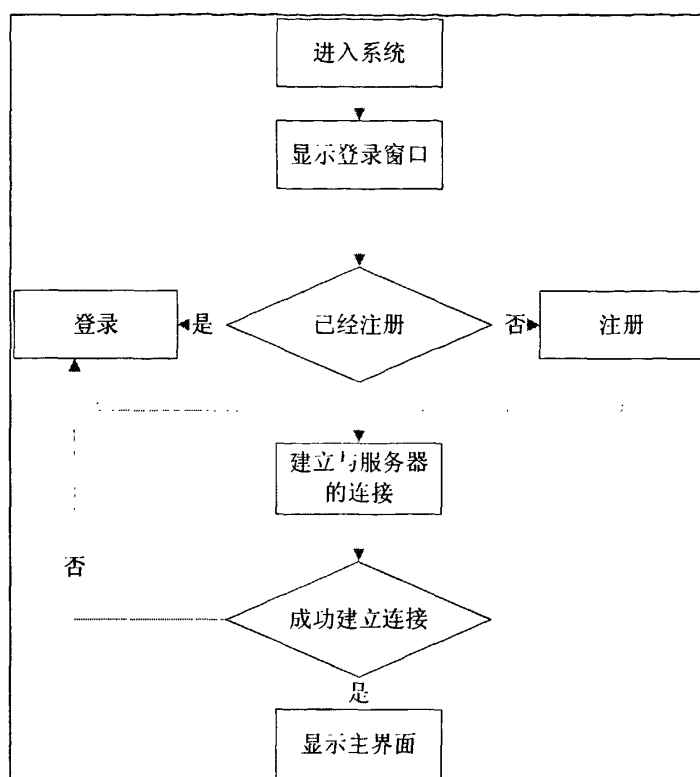 进入系统
显示登录窗口
登录
是
已经注册
否
注册
建立与服务器
的连接
否
成功建立连接
是
显示主界面